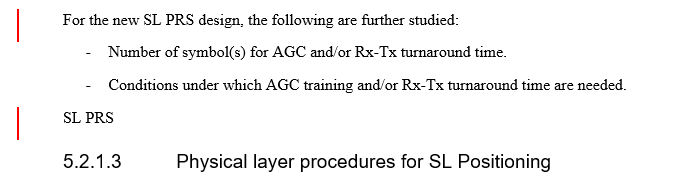 For the new SL PRS design, the following are further studied:
- Number of symbol(s) for AGC and/or Rx-Tx turnaround time.
- Conditions under which AGC training and/or Rx-Tx turnaround time are needed.
SL PRS
5.2.1.3 Physical layer procedures for SL Positioning